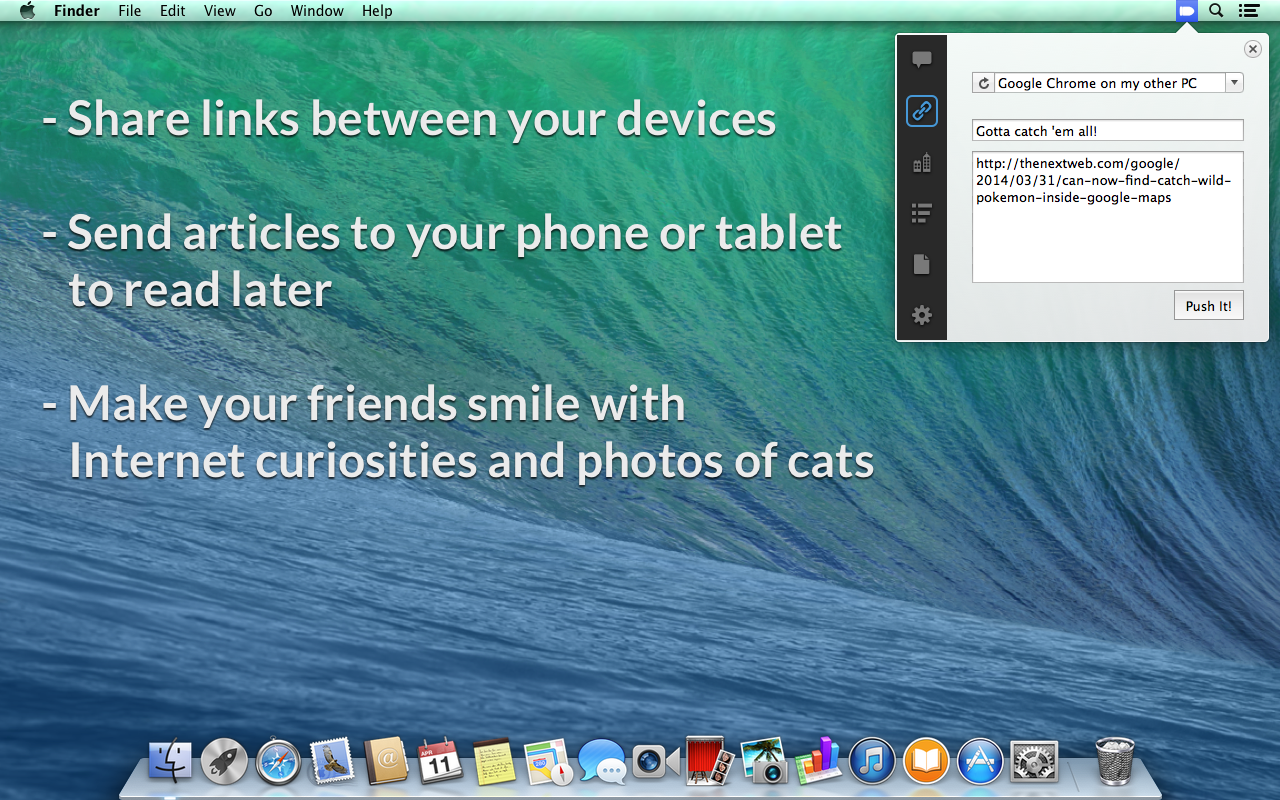 Finder File Edit View Go Window Help
- Share links between your devices
- Send articles to your phone or tablet
to read later
- Make your friends smile with
Internet curiosities and photos of cats
Google Chrome on my other PC
Gotta catch 'em all!
http://thenextweb.com/google/
2014/03/31/can-now-find-catch-wild-
pokemon-inside-google-maps
Push It!
APR
11
280